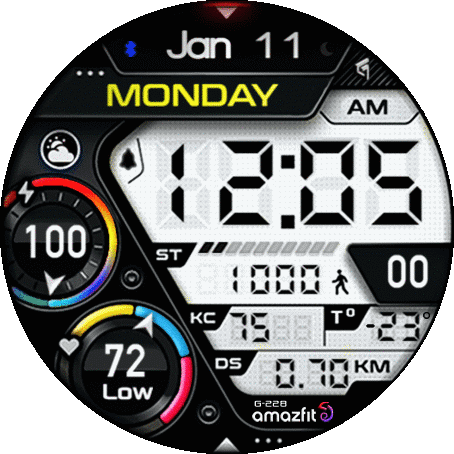 Jan 11
MONDAY
AM
12:05
100
ST
1000
00
KC 75
T° -23°
72
Low
DS 0.70 KM
G-22B
amazfit